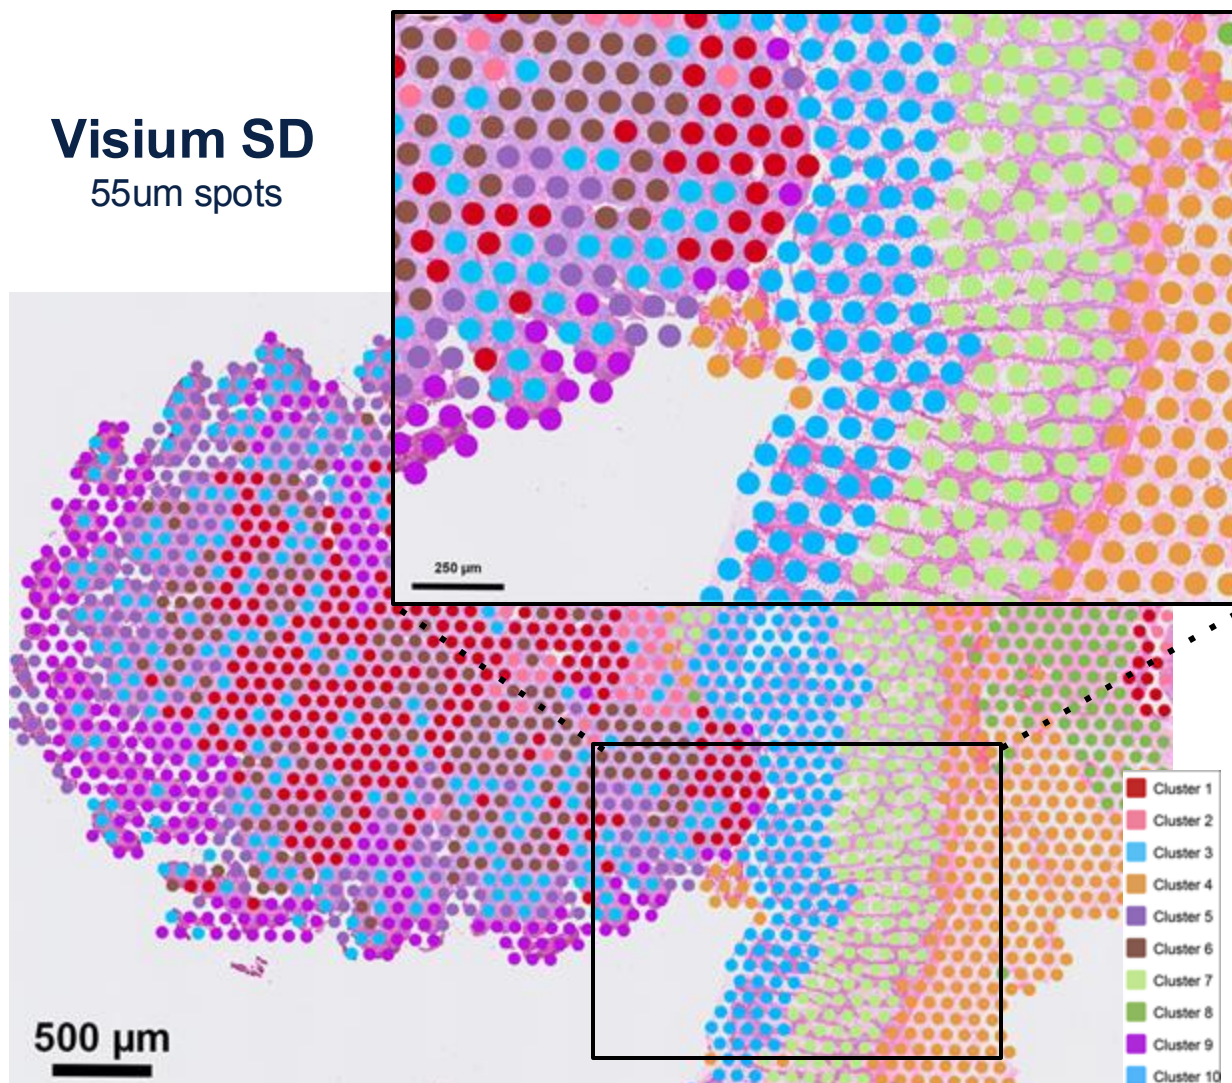 Visium SD
55um spots
250 µm
500 µm
Cluster 1
Cluster 2
Cluster 3
Cluster 4
Cluster 5
Cluster 6
Cluster 7
Cluster 8
Cluster 9
Cluster 10